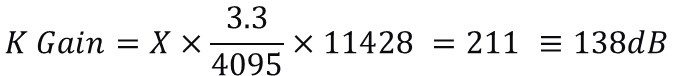 K Gain = X × 3.3/4095 × 11428 = 211 ≡ 138dB